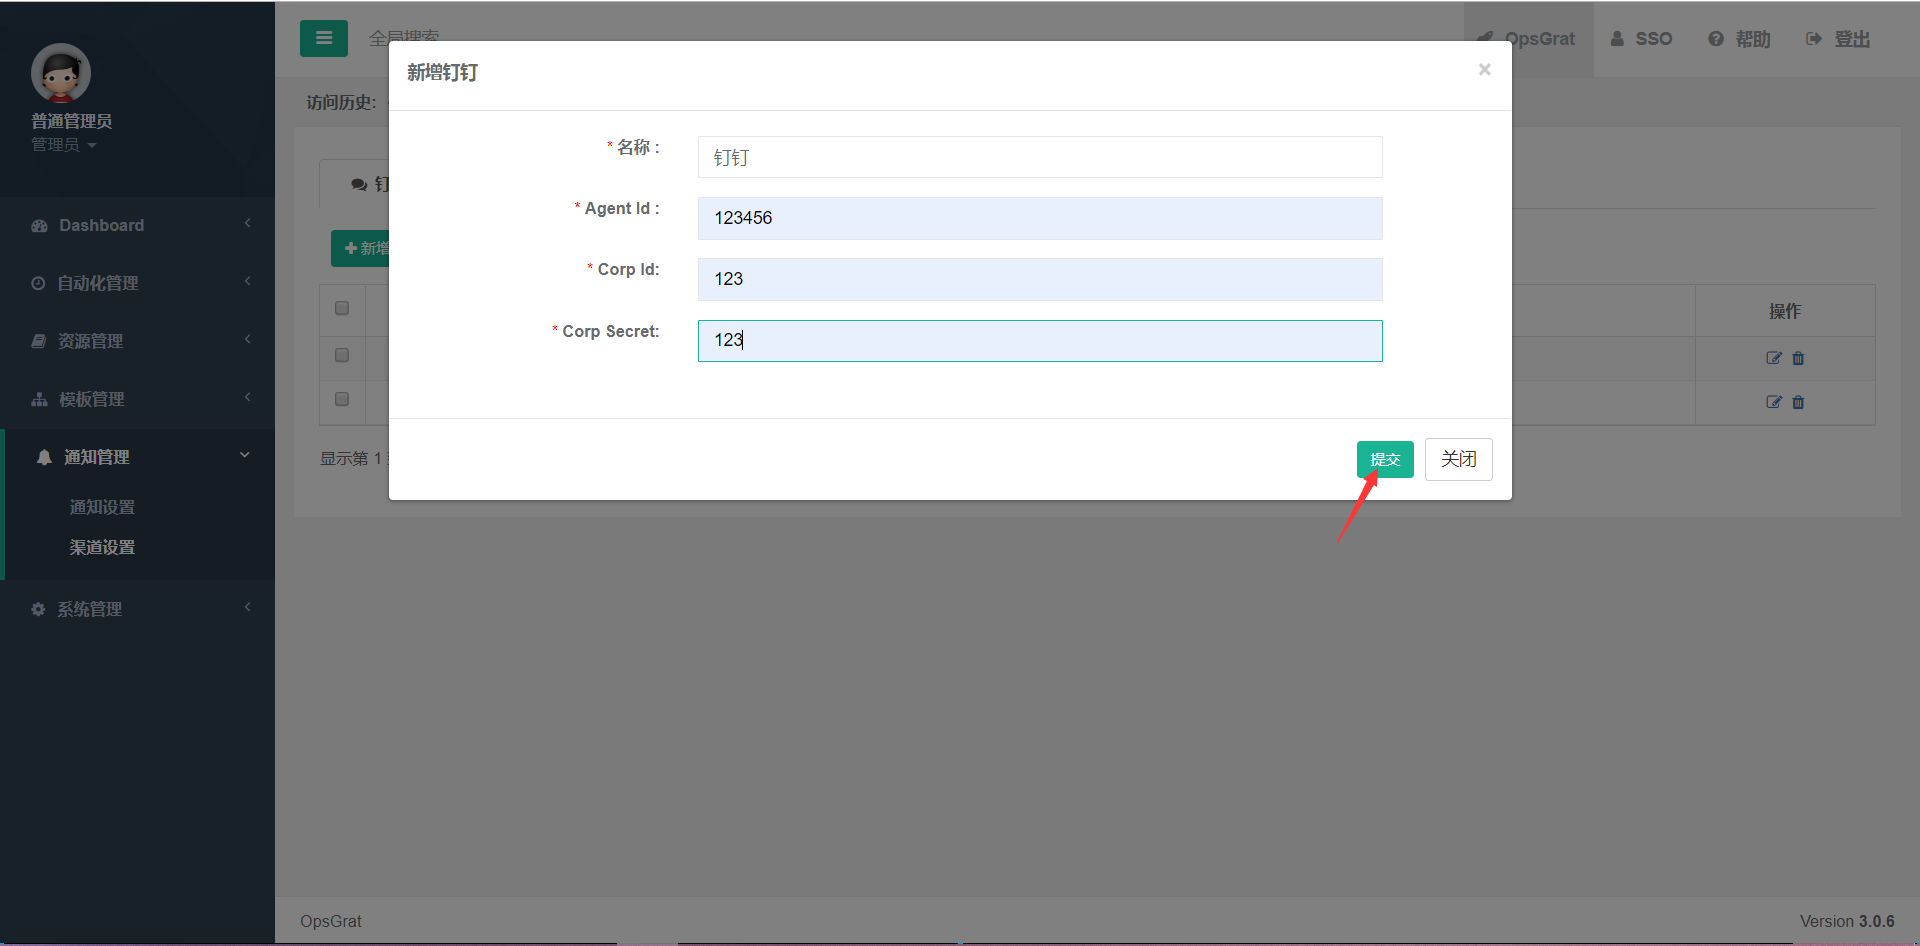 全局搜索
OpsGrat
SSO
帮助
登出
普通管理员
管理员
Dashboard
自动化管理
资源管理
模板管理
通知管理
通知设置
渠道设置
系统管理
访问历史:
新增钉钉
×
* 名称 :
钉钉
* Agent Id :
123456
* Corp Id:
123
* Corp Secret:
123
提交
关闭
钉
新增
操作
显示第 1
OpsGrat
Version 3.0.6